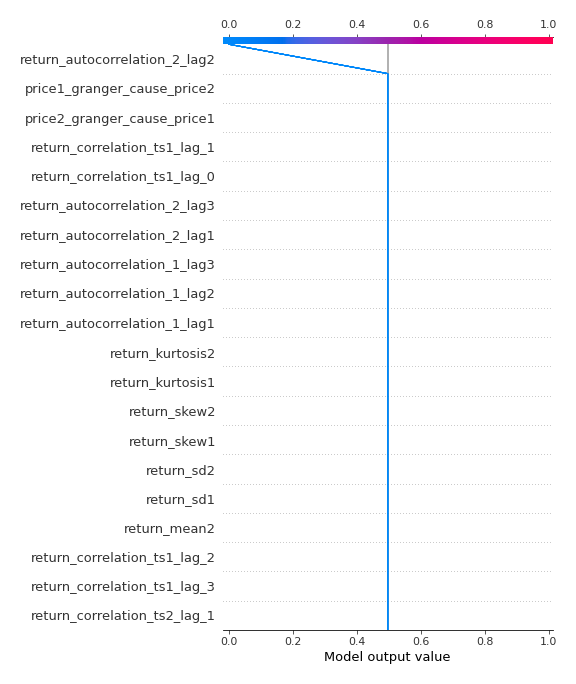 0.0 0.2 0.4 0.6 0.8 1.0
return_autocorrelation_2_lag2
price1_granger_cause_price2
price2_granger_cause_price1
return_correlation_ts1_lag_1
return_correlation_ts1_lag_0
return_autocorrelation_2_lag3
return_autocorrelation_2_lag1
return_autocorrelation_1_lag3
return_autocorrelation_1_lag2
return_autocorrelation_1_lag1
return_kurtosis2
return_kurtosis1
return_skew2
return_skew1
return_sd2
return_sd1
return_mean2
return_correlation_ts1_lag_2
return_correlation_ts1_lag_3
return_correlation_ts2_lag_1
0.0 0.2 0.4 0.6 0.8 1.0
Model output value